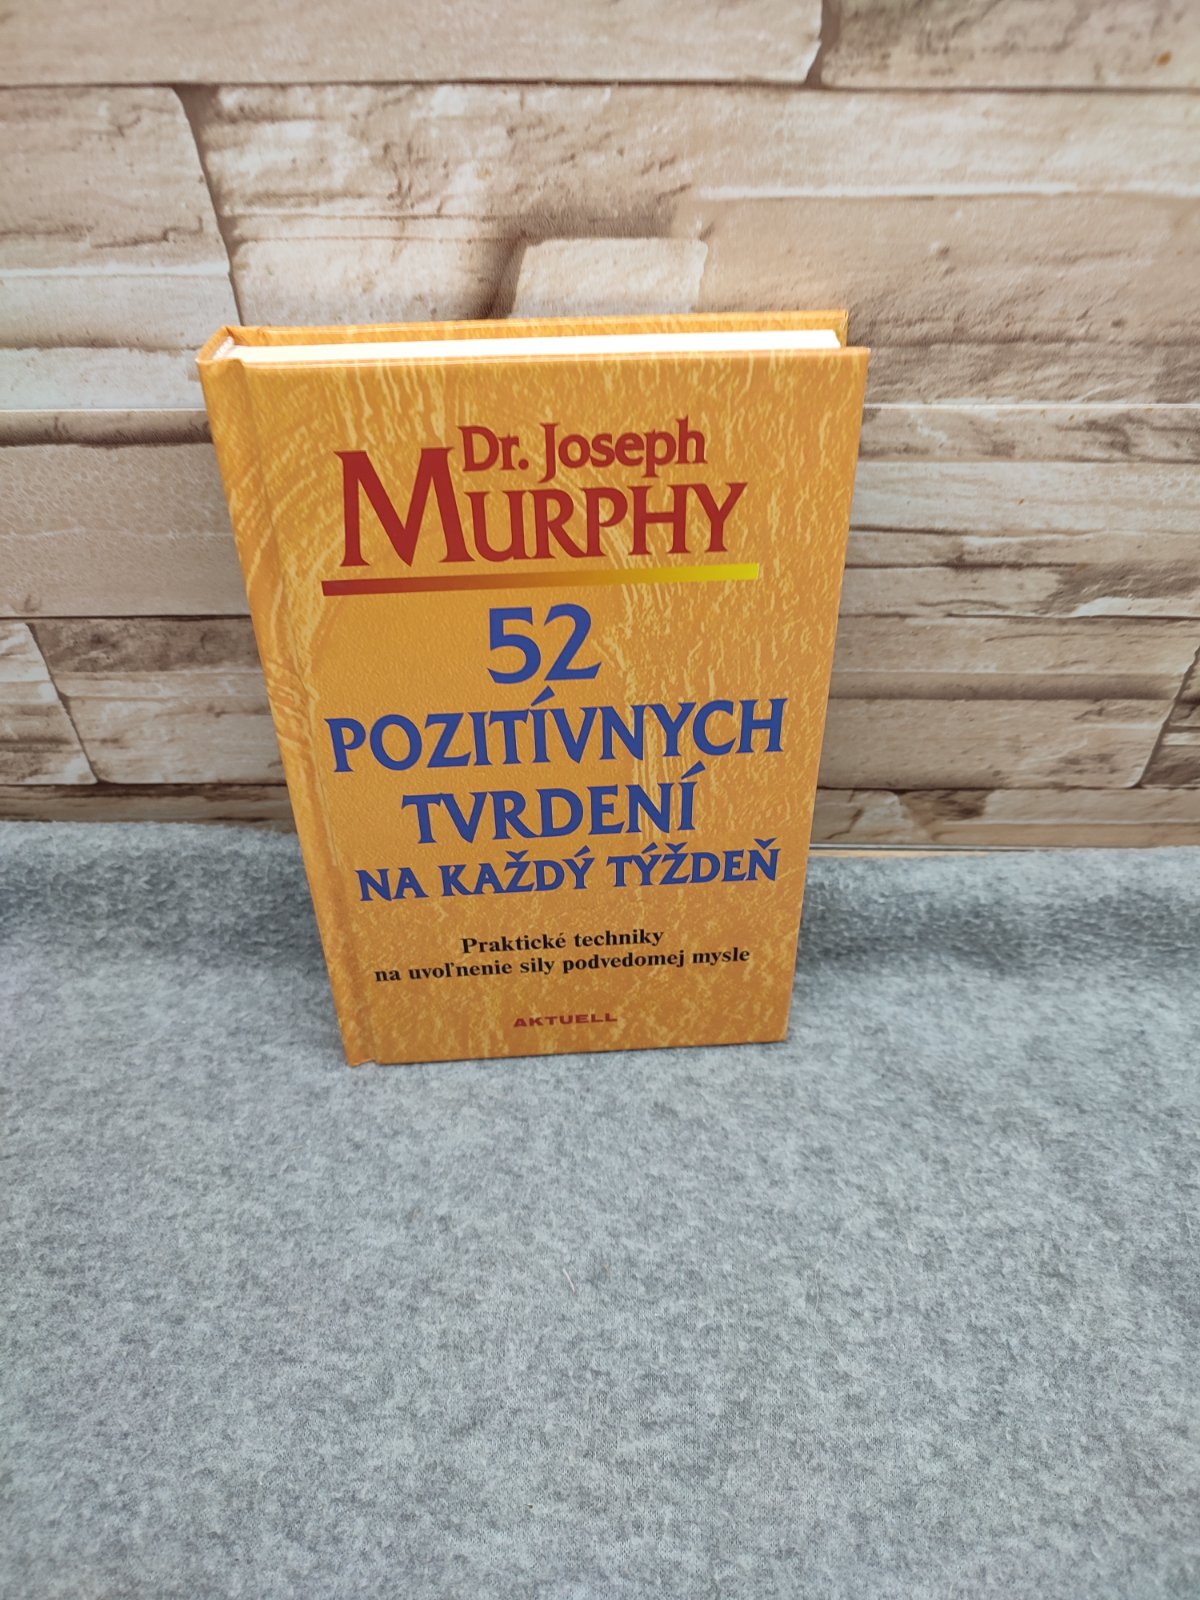 Dr. Joseph
MURPHY
52
POZITÍVNYCH
TVRDENÍ
NA KAŽDÝ TÝŽDEŇ
Praktické techniky
na uvoľnenie sily podvedomej mysle
AKTUELL